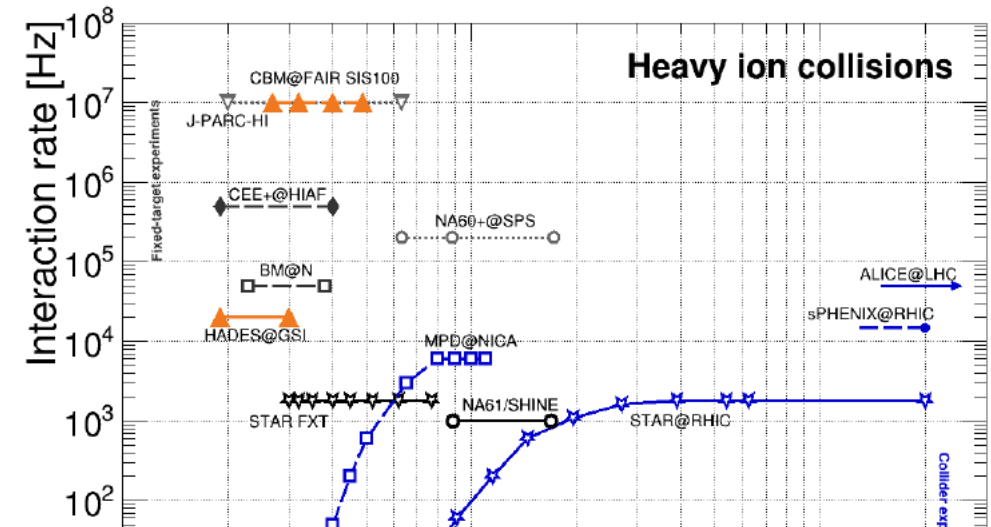 10^8
Heavy ion collisions
CBM@FAIR SIS100
10^7
J-PARC-HI
Fixed-target experiments
Interaction rate [Hz]
10^6
CEE+@HIAF
NA60+@SPS
10^5
BM@N
ALICE@LHC
sPHENIX@RHIC
HADES@GSI
10^4
MPD@NICA
NA61/SHINE
STAR FXT
10^3
STAR@RHIC
Collider exp
10^2